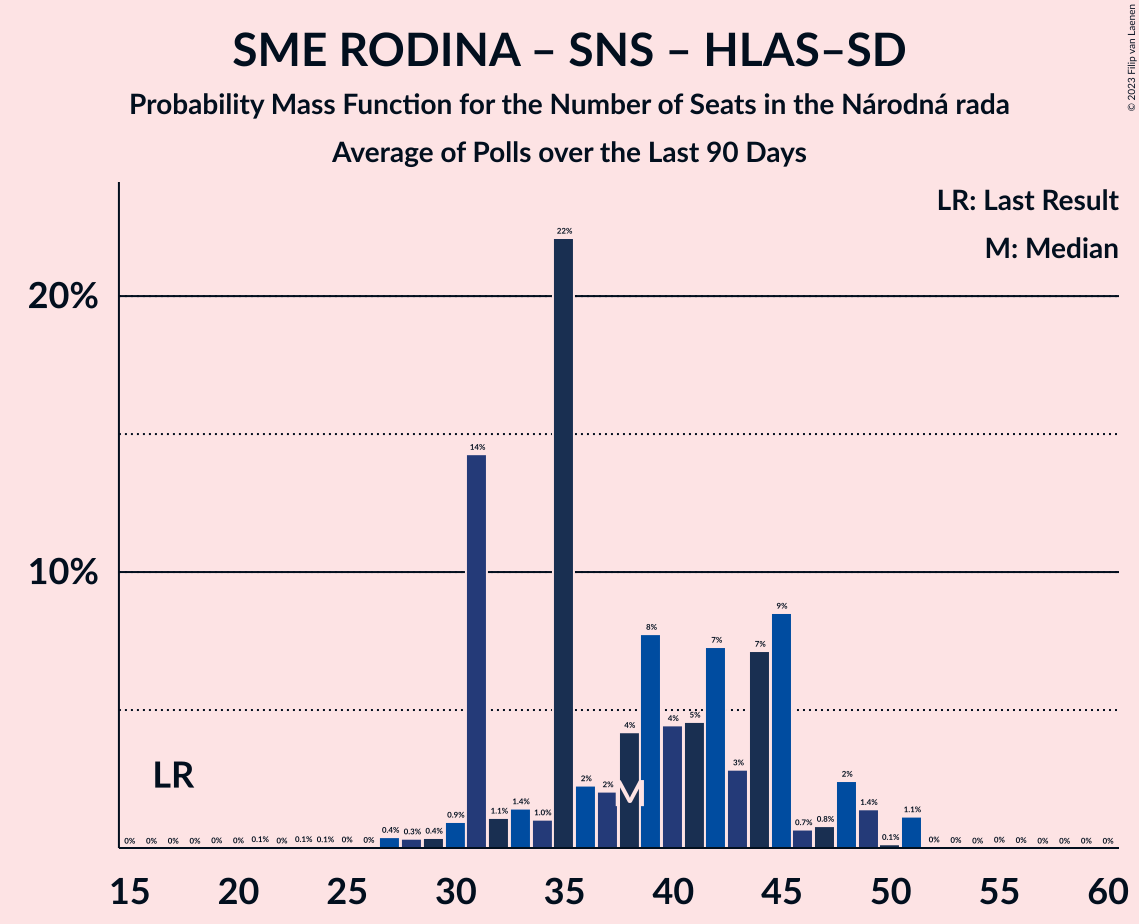 SME RODINA – SNS – HLAS–SD
Probability Mass Function for the Number of Seats in the Národná rada
Average of Polls over the Last 90 Days
© 2023 Filip van Laenen
LR: Last Result
M: Median
22%
20%
14%
10%
9%
8%
7%
7%
5%
4%
4%
3%
2%
2%
2%
LR
M
0% 0% 0% 0% 0% 0% 0.1% 0% 0.1% 0.1% 0% 0% 0.4% 0.3% 0.4% 0.9% 1.1% 1.4% 1.0% 0.7% 0.8% 1.4% 0.1% 1.1% 0% 0% 0% 0% 0% 0% 0% 0% 0%
15 20 25 30 35 40 45 50 55 60